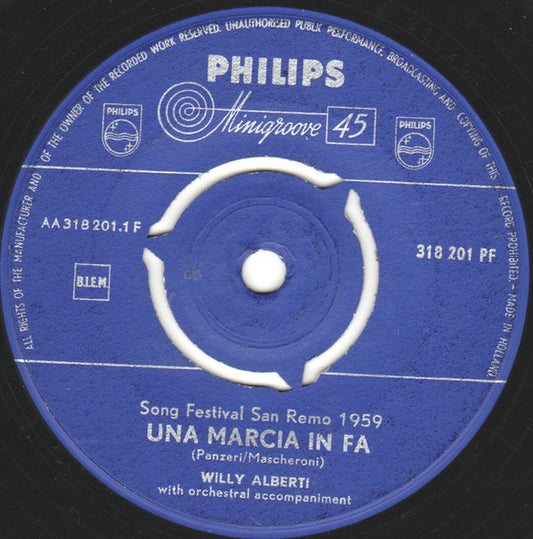 ALL RIGHTS OF THE MANUFACTURER AND OF THE OWNER OF THE RECORDED WORK RESERVED. UNAUTHORISED PUBLIC PERFORMANCE, BROADCASTING AND COPYING OF THIS RECORD PROHIBITED. - MADE IN HOLLAND
PHILIPS
Minigroove 45
PHILIPS
PHILIPS
AA 318 201.1 F
318 201 PF
B.I.E.M.
Song Festival San Remo 1959
UNA MARCIA IN FA
(Panzeri/Mascheroni)
WILLY ALBERTI
with orchestral accompaniment